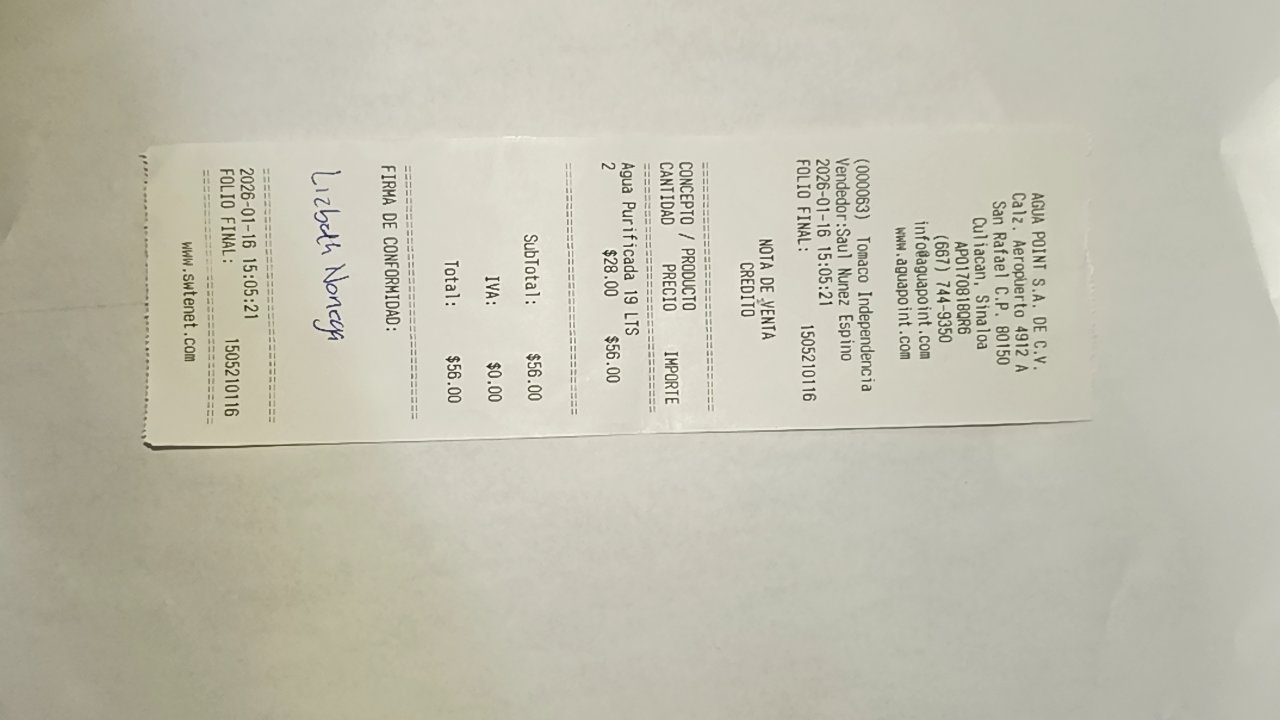 AGUA POINT S.A. DE C.V.
Calz. Aeropuerto 4912 A
San Rafael C.P. 80150
Culiacan, Sinaloa
APO170818QR6
(667) 744-9350
info@aguapoint.com
www.aguapoint.com
(000063) Tomaco Independencia
Vendedor:Saul Nunez Espino
2026-01-16 15:05:21
FOLIO FINAL: 1505210116
NOTA DE VENTA
CREDITO
CONCEPTO / PRODUCTO
CANTIDAD PRECIO IMPORTE
Agua Purificada 19 LTS
2 $28.00 $56.00
SubTotal: $56.00
IVA: $0.00
Total: $56.00
FIRMA DE CONFORMIDAD:
Lizbeth
2026-01-16 15:05:21
FOLIO FINAL: 1505210116
www.swtenet.com